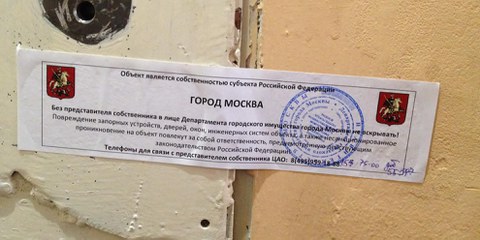 Объект является собственностью субъекта Российской Федерации
ГОРОД МОСКВА
Без представителя собственника в лице Департамента городского имущества города Москвы не вскрывать!
Повреждение запорных устройств, дверей, окон, инженерных систем объекта, а также несанкционированное
проникновение на объект повлекут за собой ответственность, предусмотренную действующим
законодательством Российской Федерации.
Телефоны для связи с представителем собственника ЦАО: